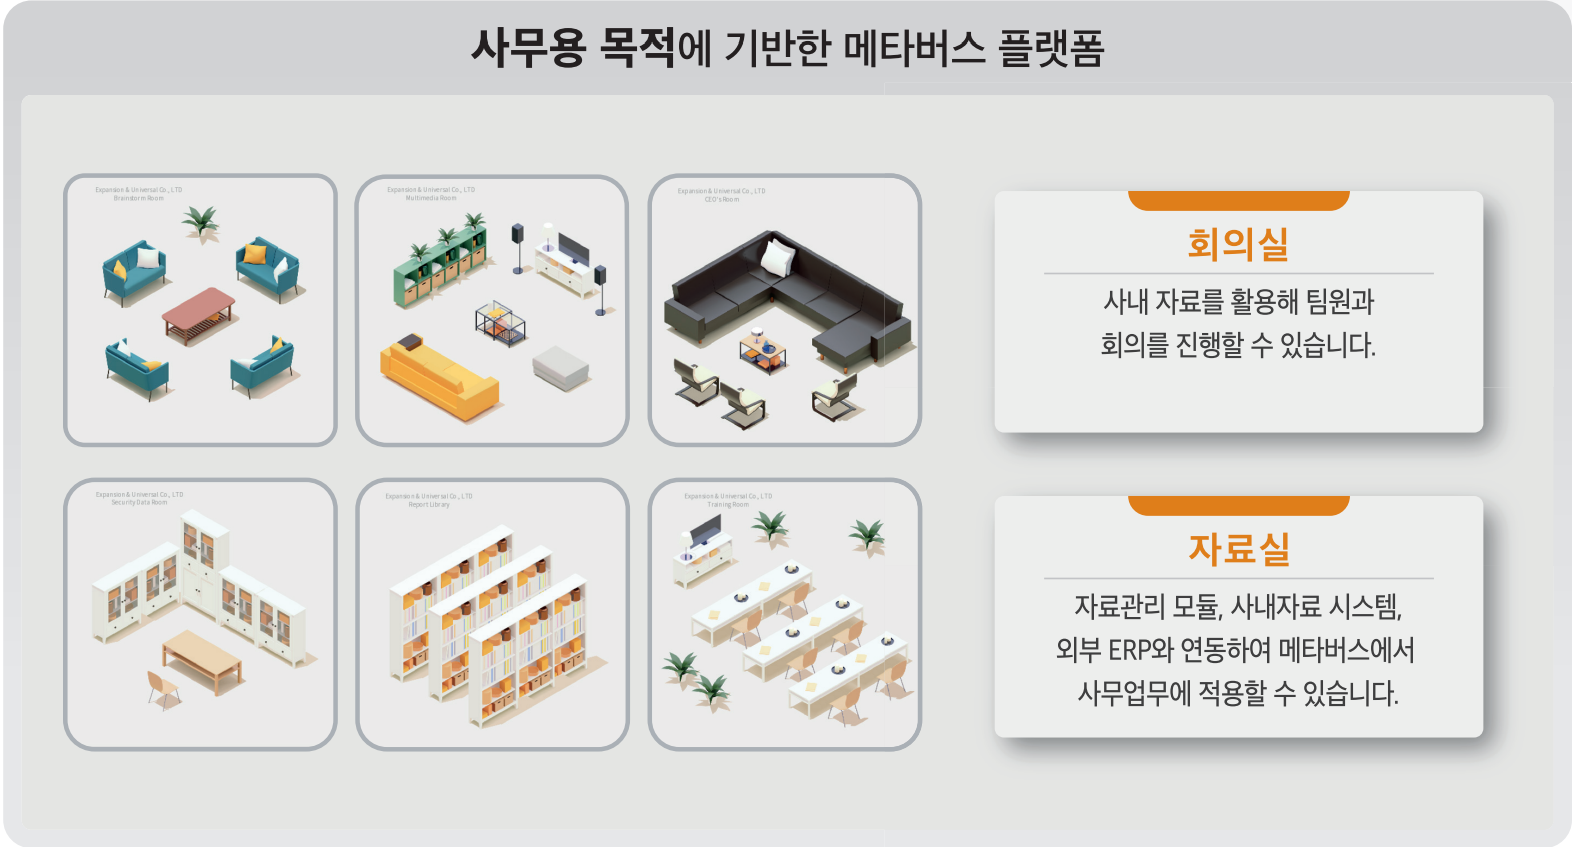 사무용 목적에 기반한 메타버스 플랫폼
Expansion & Universal Co., LTD
Brainstorm Room
Expansion & Universal Co., LTD
Multimedia Room
Expansion & Universal Co., LTD
CEO's Room
회의실
사내 자료를 활용해 팀원과
회의를 진행할 수 있습니다.
Expansion & Universal Co., LTD
Security Data Room
Expansion & Universal Co., LTD
Report Library
Expansion & Universal Co., LTD
Training Room
자료실
자료관리 모듈, 사내자료 시스템,
외부 ERP와 연동하여 메타버스에서
사무업무에 적용할 수 있습니다.